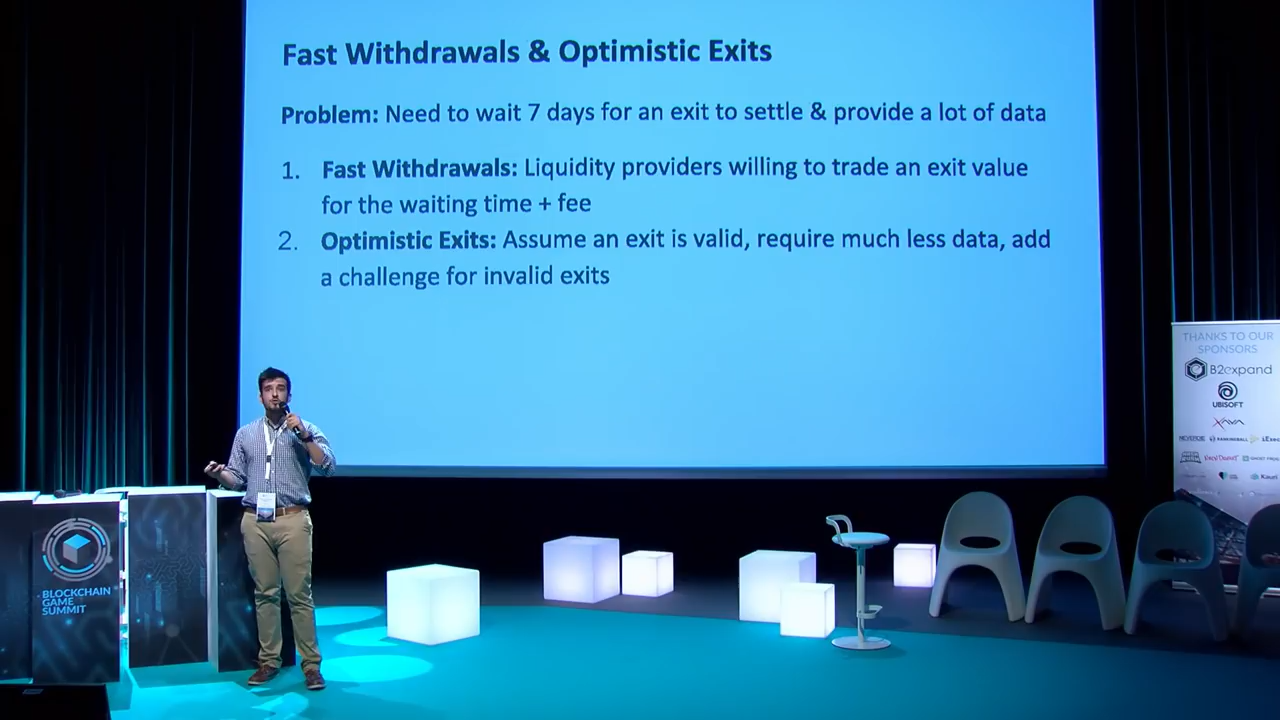 Fast Withdrawals & Optimistic Exits
Problem: Need to wait 7 days for an exit to settle & provide a lot of data
1. Fast Withdrawals: Liquidity providers willing to trade an exit value
for the waiting time + fee
2. Optimistic Exits: Assume an exit is valid, require much less data, add
a challenge for invalid exits
THANKS TO OUR
SPONSORS
B2expand
UBISOFT
XAYA
BLOCKCHAIN
GAME
SUMMIT